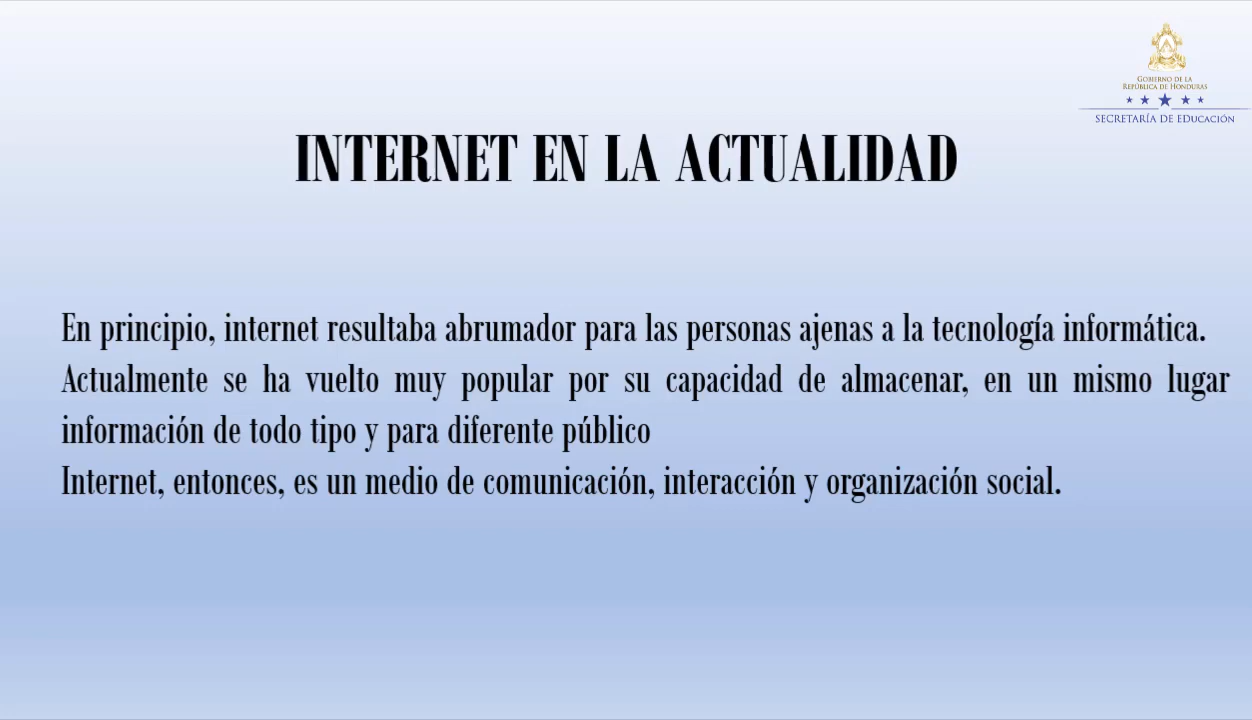 GOBIERNO DE LA
REPÚBLICA DE HONDURAS
SECRETARÍA DE EDUCACIÓN
INTERNET EN LA ACTUALIDAD
En principio, internet resultaba abrumador para las personas ajenas a la tecnología informática.
Actualmente se ha vuelto muy popular por su capacidad de almacenar, en un mismo lugar
información de todo tipo y para diferente público
Internet, entonces, es un medio de comunicación, interacción y organización social.